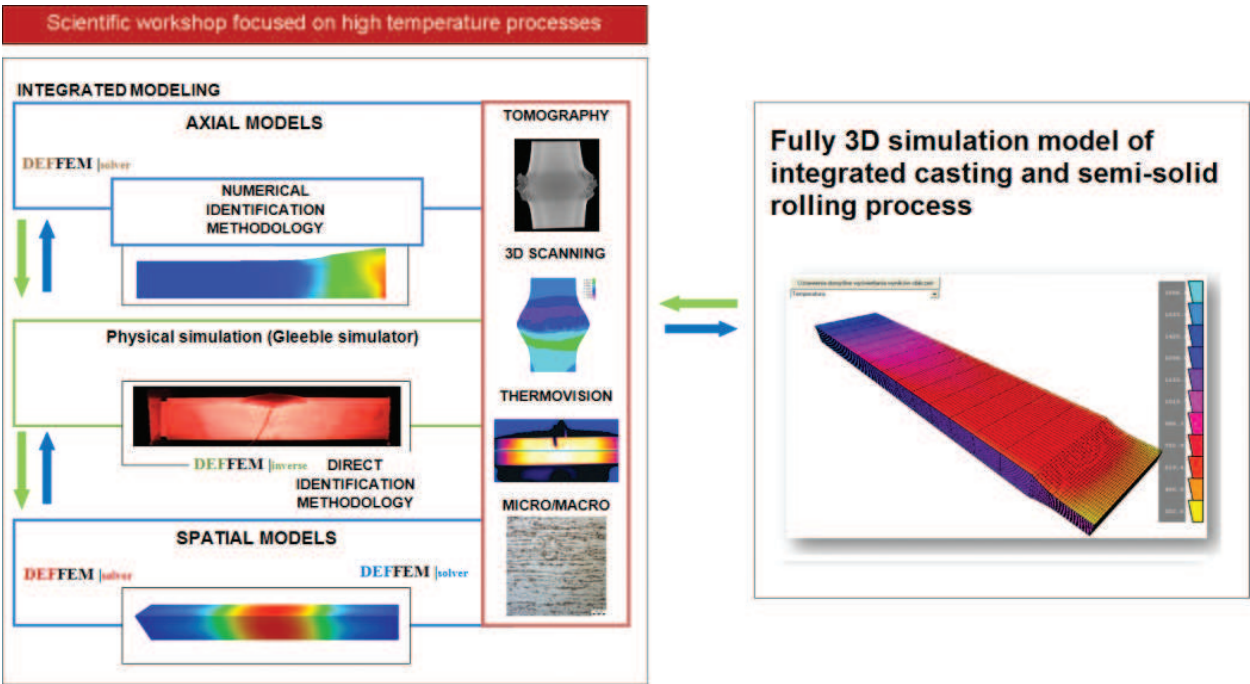 Scientific workshop focused on high temperature processes
INTEGRATED MODELING
AXIAL MODELS
DEFFEM |solver
NUMERICAL
IDENTIFICATION
METHODOLOGY
Physical simulation (Gleeble simulator)
DEFFEM |inverse DIRECT
IDENTIFICATION
METHODOLOGY
SPATIAL MODELS
DEFFEM |solver
DEFFEM |solver
TOMOGRAPHY
3D SCANNING
THERMOVISION
MICRO/MACRO
Fully 3D simulation model of
integrated casting and semi-solid
rolling process
Temperatura